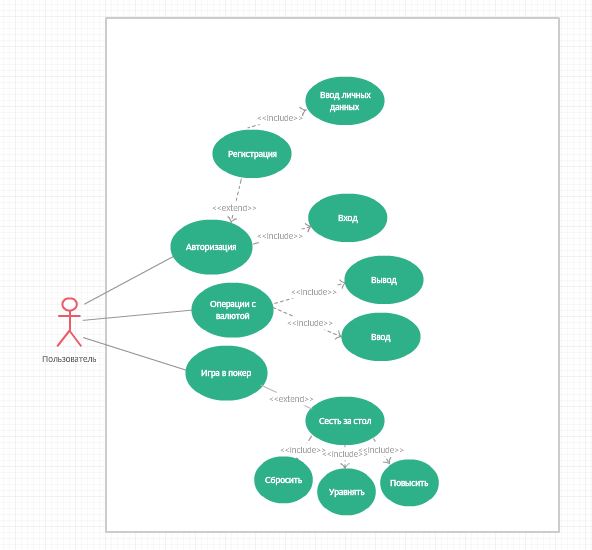 Ввод личных
данных
<<include>>
Регистрация
<<extend>>
Вход
<<include>>
Авторизация
Вывод
<<include>>
Операции с
валютой
<<include>>
Ввод
Пользователь
Игра в покер
<<extend>>
Сесть за стол
<<include>>
<<include>>
<<include>>
Сбросить
Уравнять
Повысить